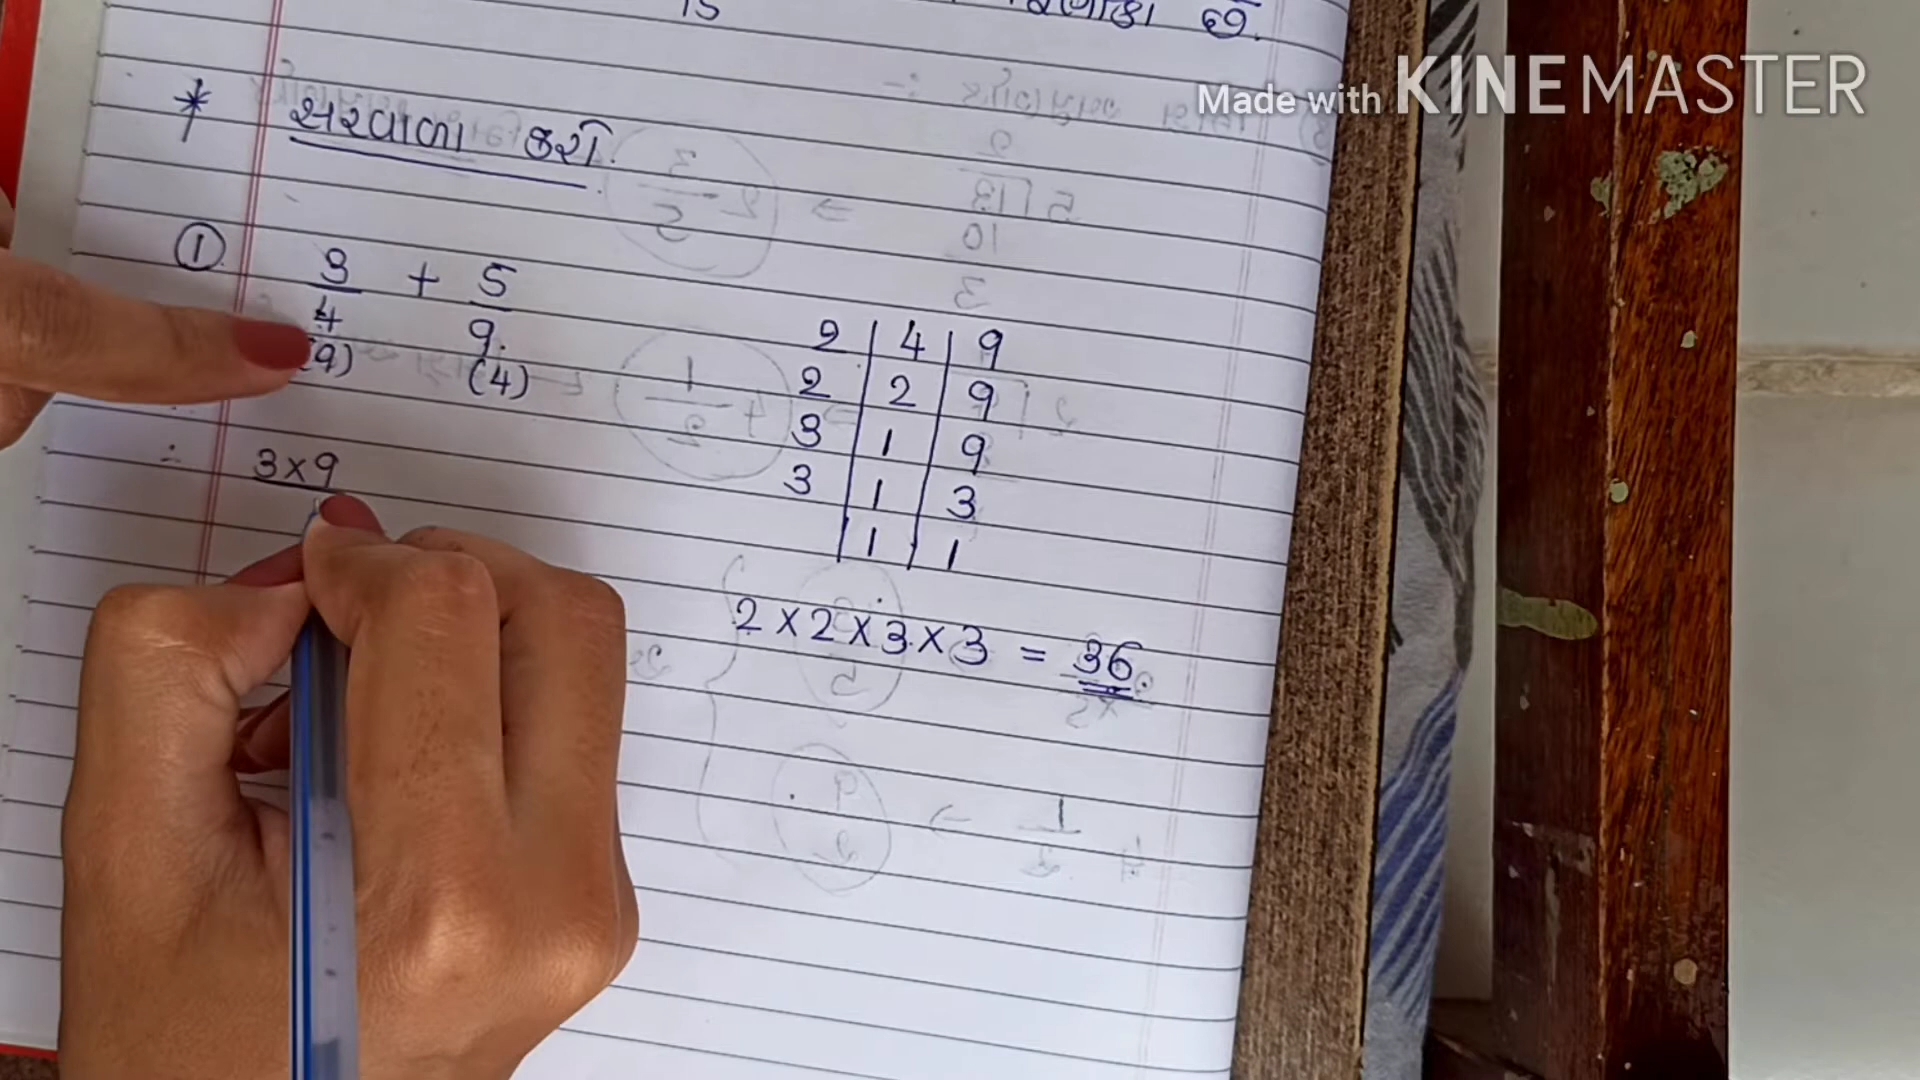 15 છે.
Made with KINEMASTER
* સરવાળા કરો.
① 3/4 + 5/9.
(9) (4)
2 | 4 | 9
2 | 2 | 9
3 | 1 | 9
3 | 1 | 3
1 | 1
∴ 3×9
2×2×3×3 = 36